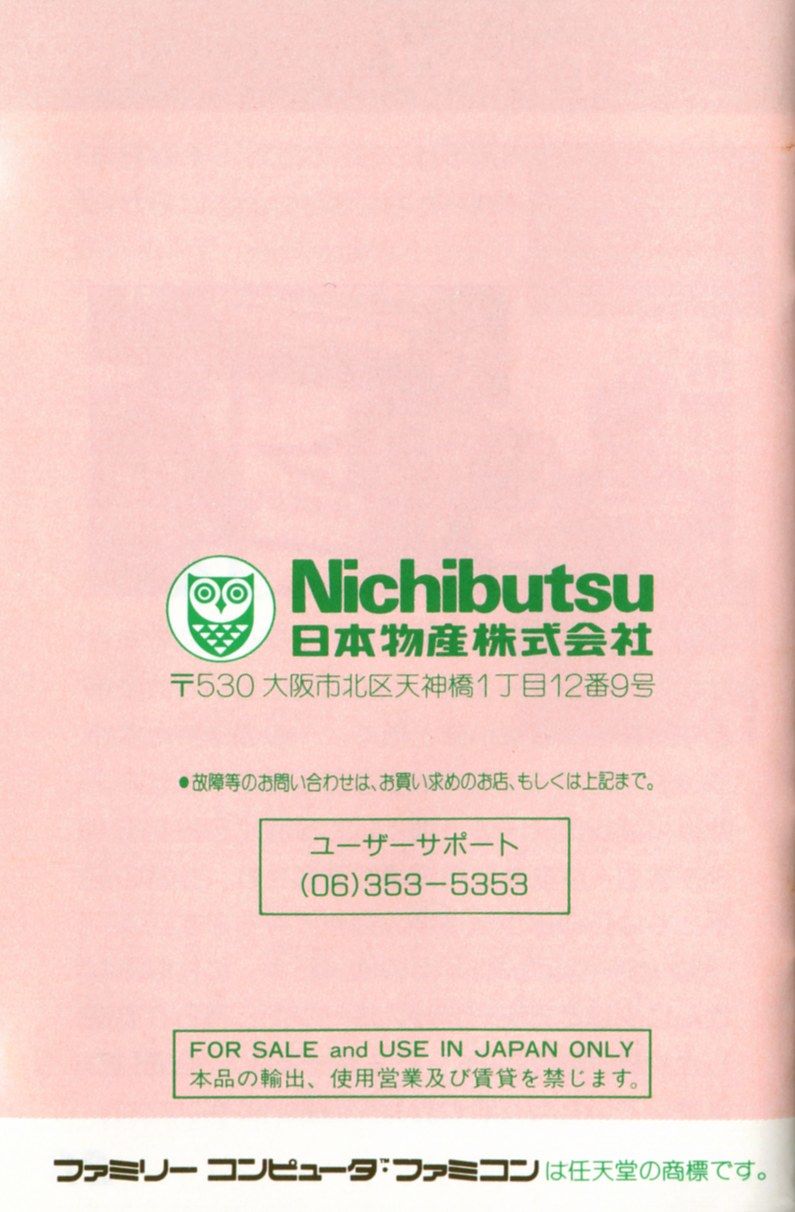 Nichibutsu
日本物産株式会社
〒530 大阪市北区天神橋1丁目12番9号
●故障等のお問い合わせは、お買い求めのお店、もしくは上記まで。
ユーザーサポート
(06)353-5353
FOR SALE and USE IN JAPAN ONLY
本品の輸出、使用営業及び賃貸を禁じます。
ファミリー コンピュータ™・ファミコン は任天堂の商標です。